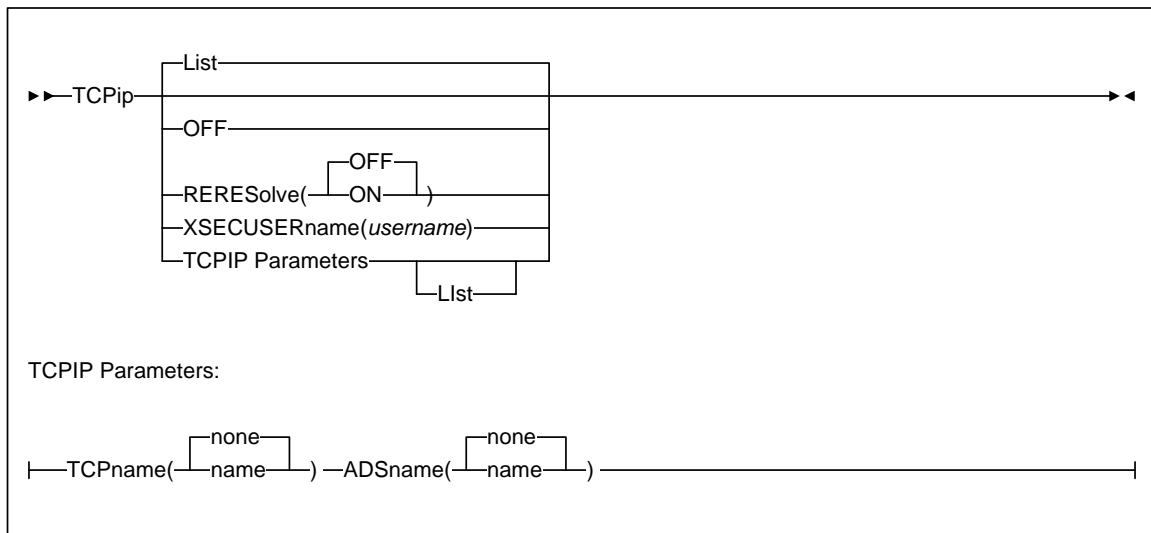 List
TCPip
OFF
OFF
RERESolve( ON )
XSECUSERname(username)
TCPIP Parameters
LIst
TCPIP Parameters:
none none
TCPname( name ) ADSname( name )